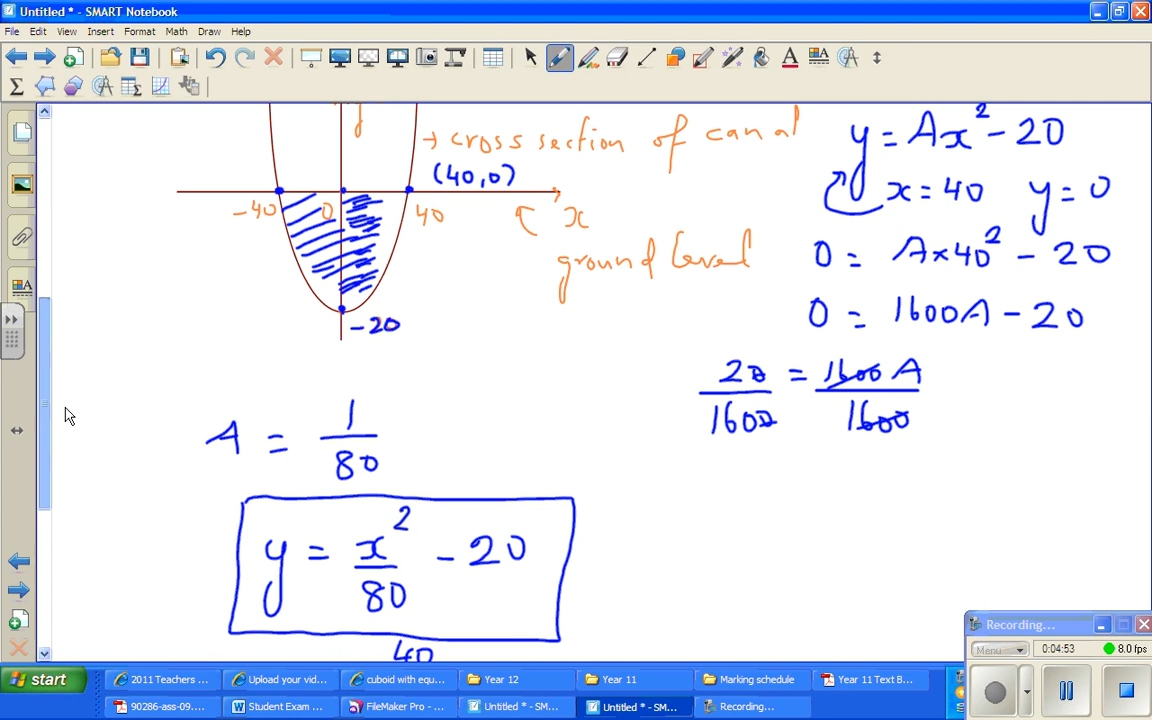 Untitled * - SMART Notebook
File Edit View Insert Format Math Draw Help
y
→ cross section of canal
(40,0)
-40 0 40 x
ground level
-20
y = Ax² - 20
x = 40 y = 0
0 = A×40² - 20
0 = 1600A - 20
20/1600 = 1600A/1600
A = 1/80
y = x²/80 - 20
40
Recording...
Menu 0:04:53 8.0 fps
start 2011 Teachers ... Upload your vid... cuboid with equ... Year 12 Year 11 Marking schedule Year 11 Text B...
90286-ass-09.... Student Exam ... FileMaker Pro - ... Untitled * - SM... Untitled * - SM... Recording...